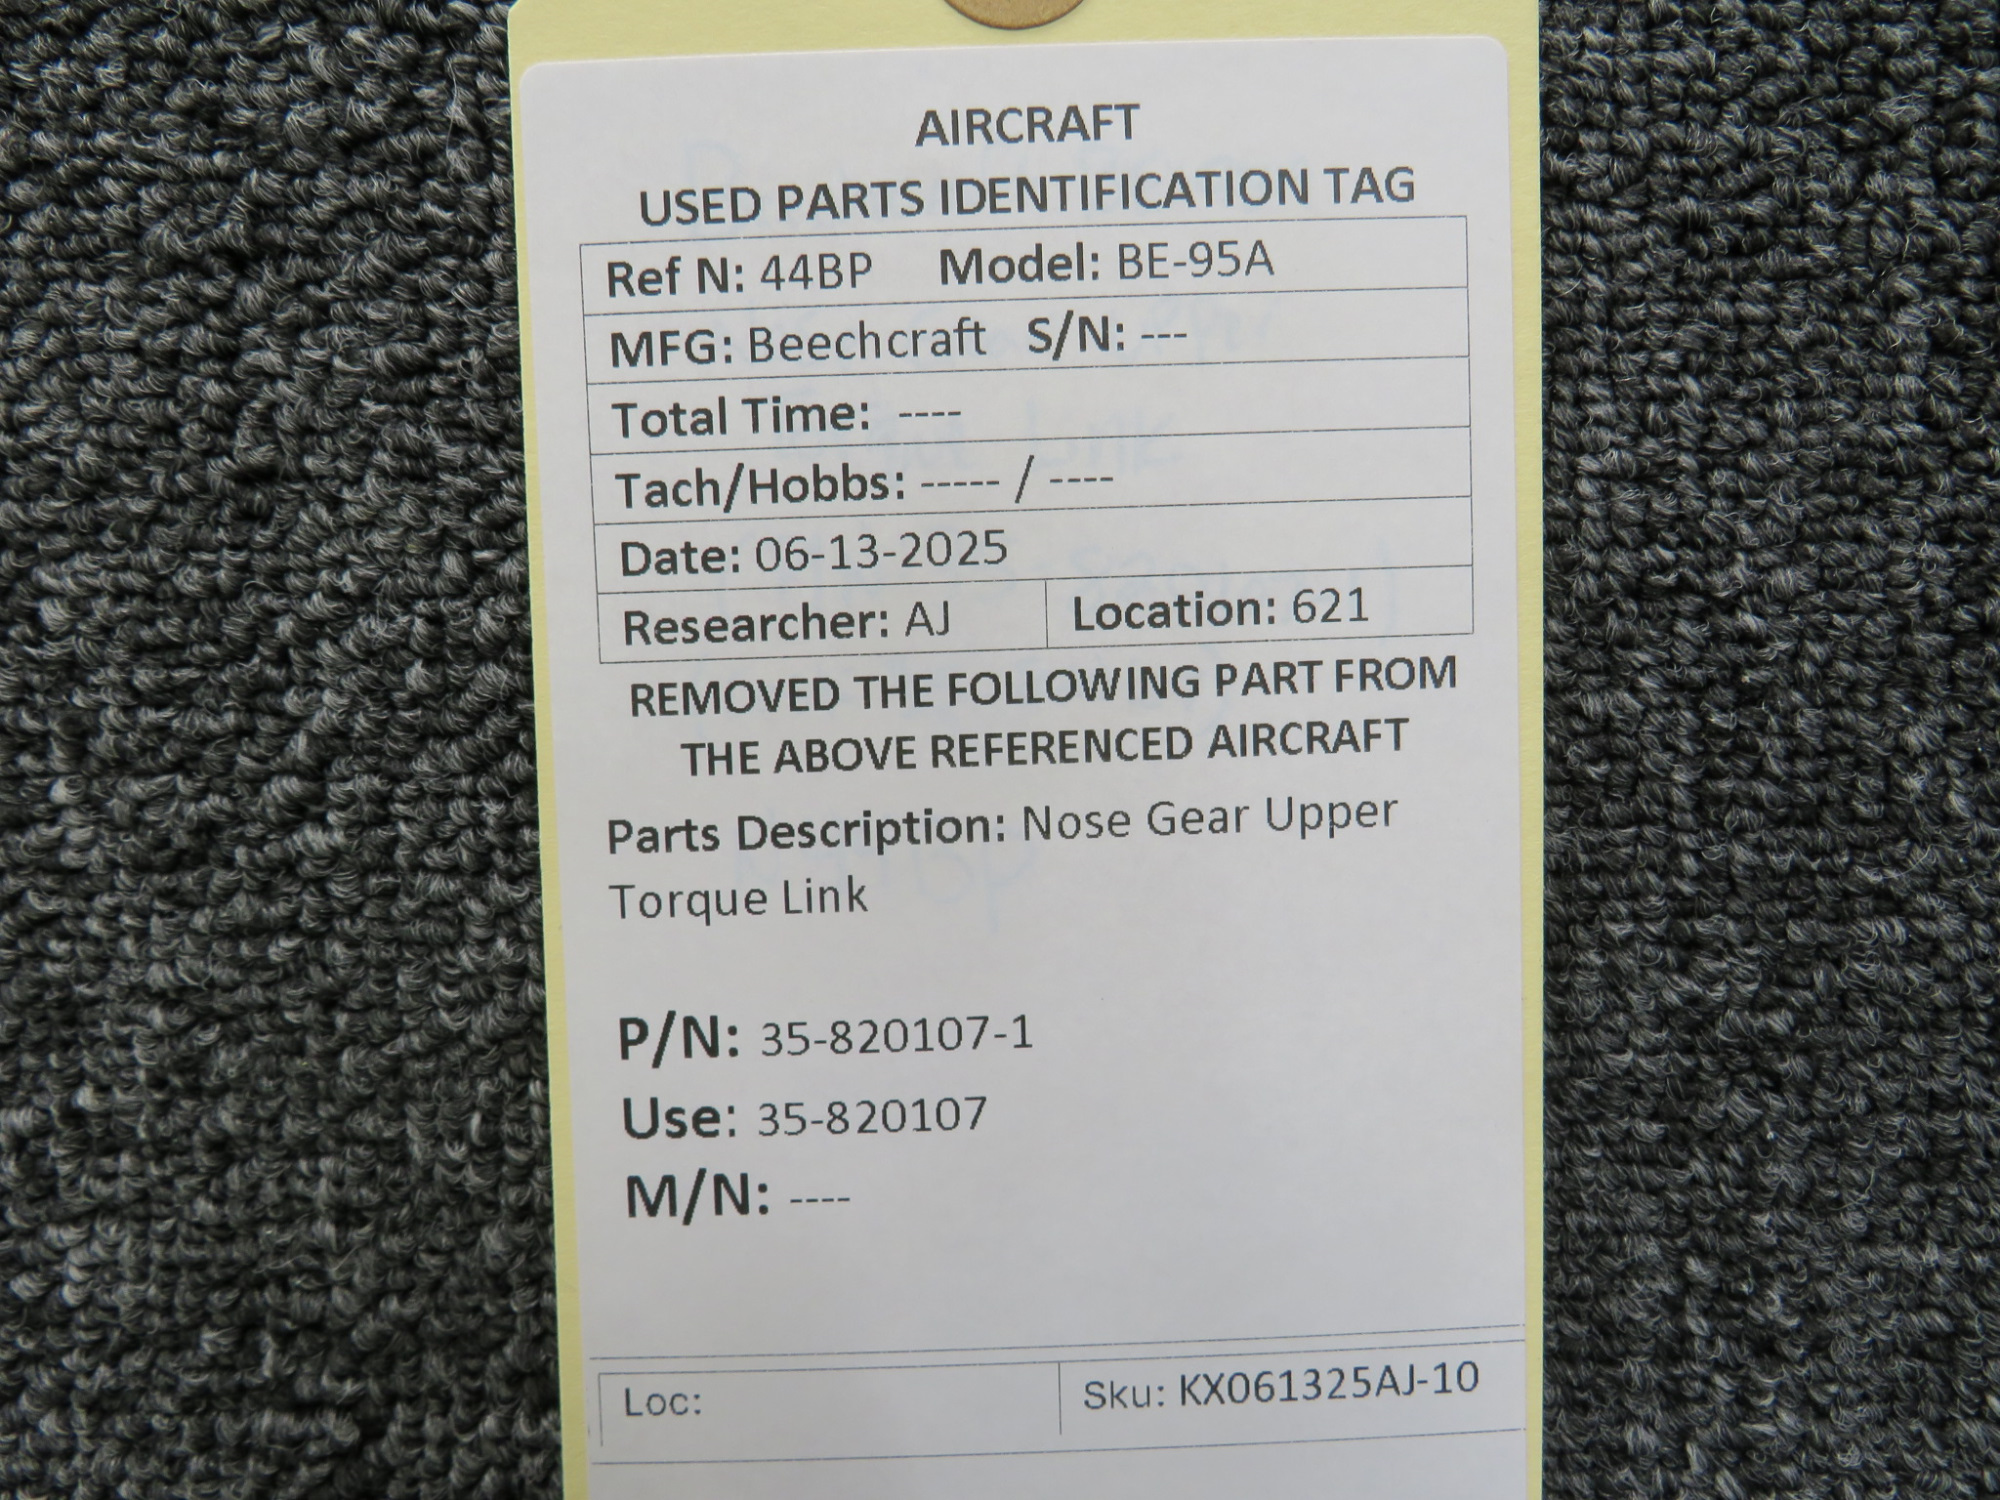 AIRCRAFT
USED PARTS IDENTIFICATION TAG
Ref N: 44BP Model: BE-95A
MFG: Beechcraft S/N: ---
Total Time: ----
Tach/Hobbs: ----- / ----
Date: 06-13-2025
Researcher: AJ Location: 621
REMOVED THE FOLLOWING PART FROM
THE ABOVE REFERENCED AIRCRAFT
Parts Description: Nose Gear Upper
Torque Link
P/N: 35-820107-1
Use: 35-820107
M/N: ----
Loc: Sku: KX061325AJ-10